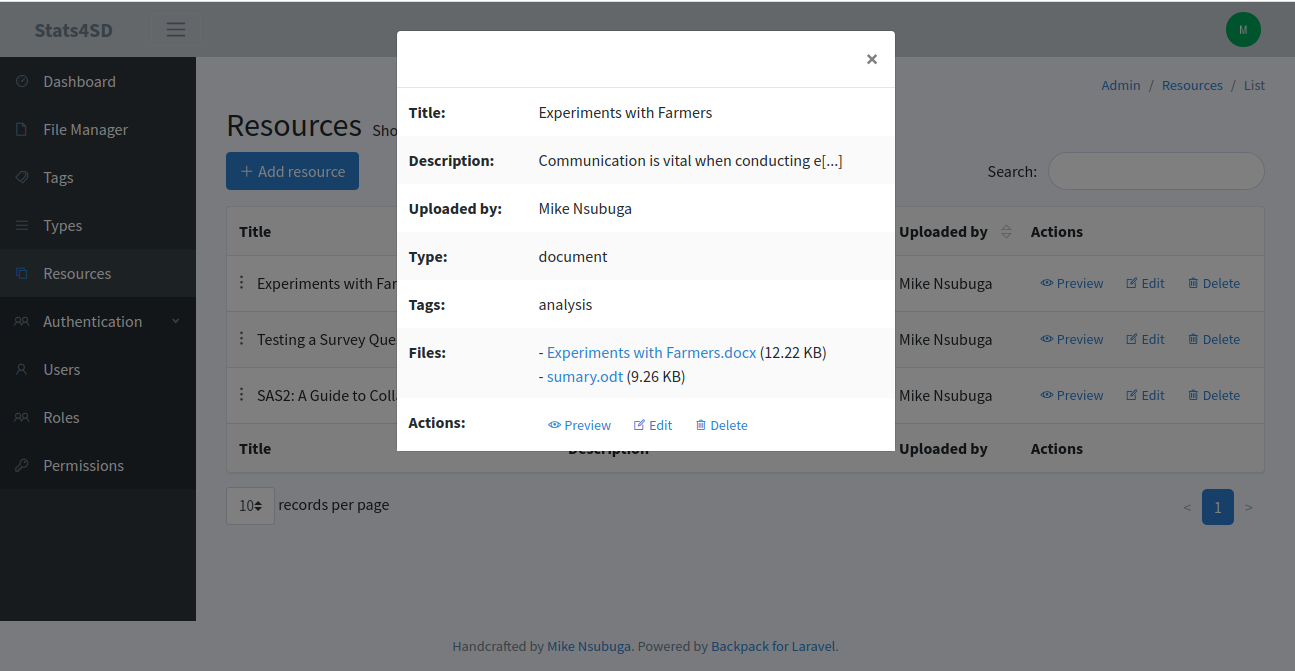 Stats4SD
M
×
Dashboard
File Manager
Tags
Types
Resources
Authentication
Users
Roles
Permissions
Admin / Resources / List
Resources Sho
+ Add resource
Search:
Title Uploaded by Actions
Experiments with Far Mike Nsubuga Preview Edit Delete
Testing a Survey Que Mike Nsubuga Preview Edit Delete
SAS2: A Guide to Coll Mike Nsubuga Preview Edit Delete
Title Description Uploaded by Actions
Title: Experiments with Farmers
Description: Communication is vital when conducting e[...]
Uploaded by: Mike Nsubuga
Type: document
Tags: analysis
Files: - Experiments with Farmers.docx (12.22 KB)
- sumary.odt (9.26 KB)
Actions: Preview Edit Delete
10 records per page
< 1 >
Handcrafted by Mike Nsubuga. Powered by Backpack for Laravel.